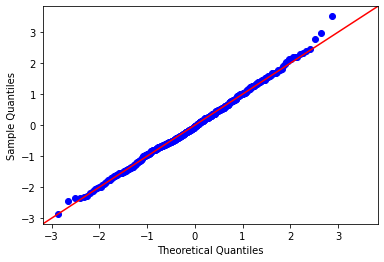 3
2
1
0
−1
−2
−3
Sample Quantiles
−3 −2 −1 0 1 2 3
Theoretical Quantiles